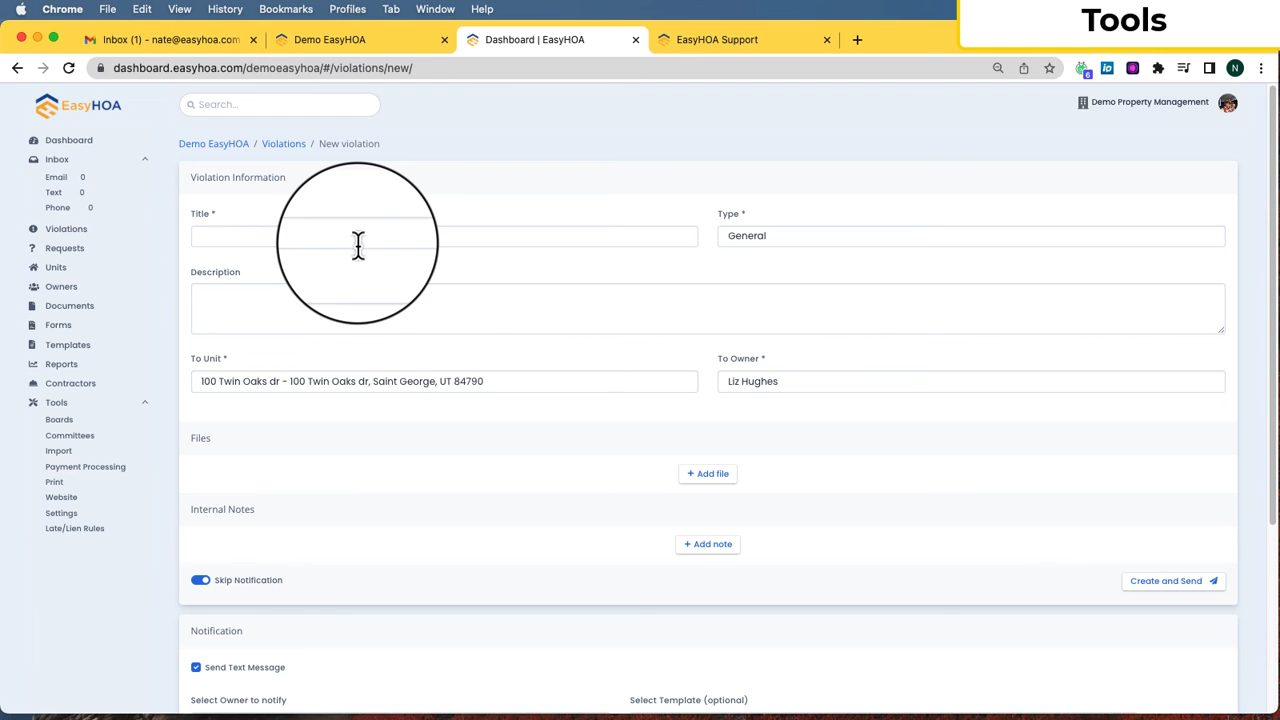 Chrome File Edit View History Bookmarks Profiles Tab Window Help
Tools
Inbox (1) - nate@easyhoa.com
Demo EasyHOA
Dashboard | EasyHOA
EasyHOA Support
dashboard.easyhoa.com/demoeasyhoa/#/violations/new/
6
N
EasyHOA
Search...
Demo Property Management
Dashboard
Inbox
Email 0
Text 0
Phone 0
Violations
Requests
Units
Owners
Documents
Forms
Templates
Reports
Contractors
Tools
Boards
Committees
Import
Payment Processing
Print
Website
Settings
Late/Lien Rules
Demo EasyHOA / Violations / New violation
Violation Information
Title *
Type *
General
Description
To Unit *
To Owner *
100 Twin Oaks dr - 100 Twin Oaks dr, Saint George, UT 84790
Liz Hughes
Files
+ Add file
Internal Notes
+ Add note
Skip Notification
Create and Send
Notification
Send Text Message
Select Owner to notify
Select Template (optional)